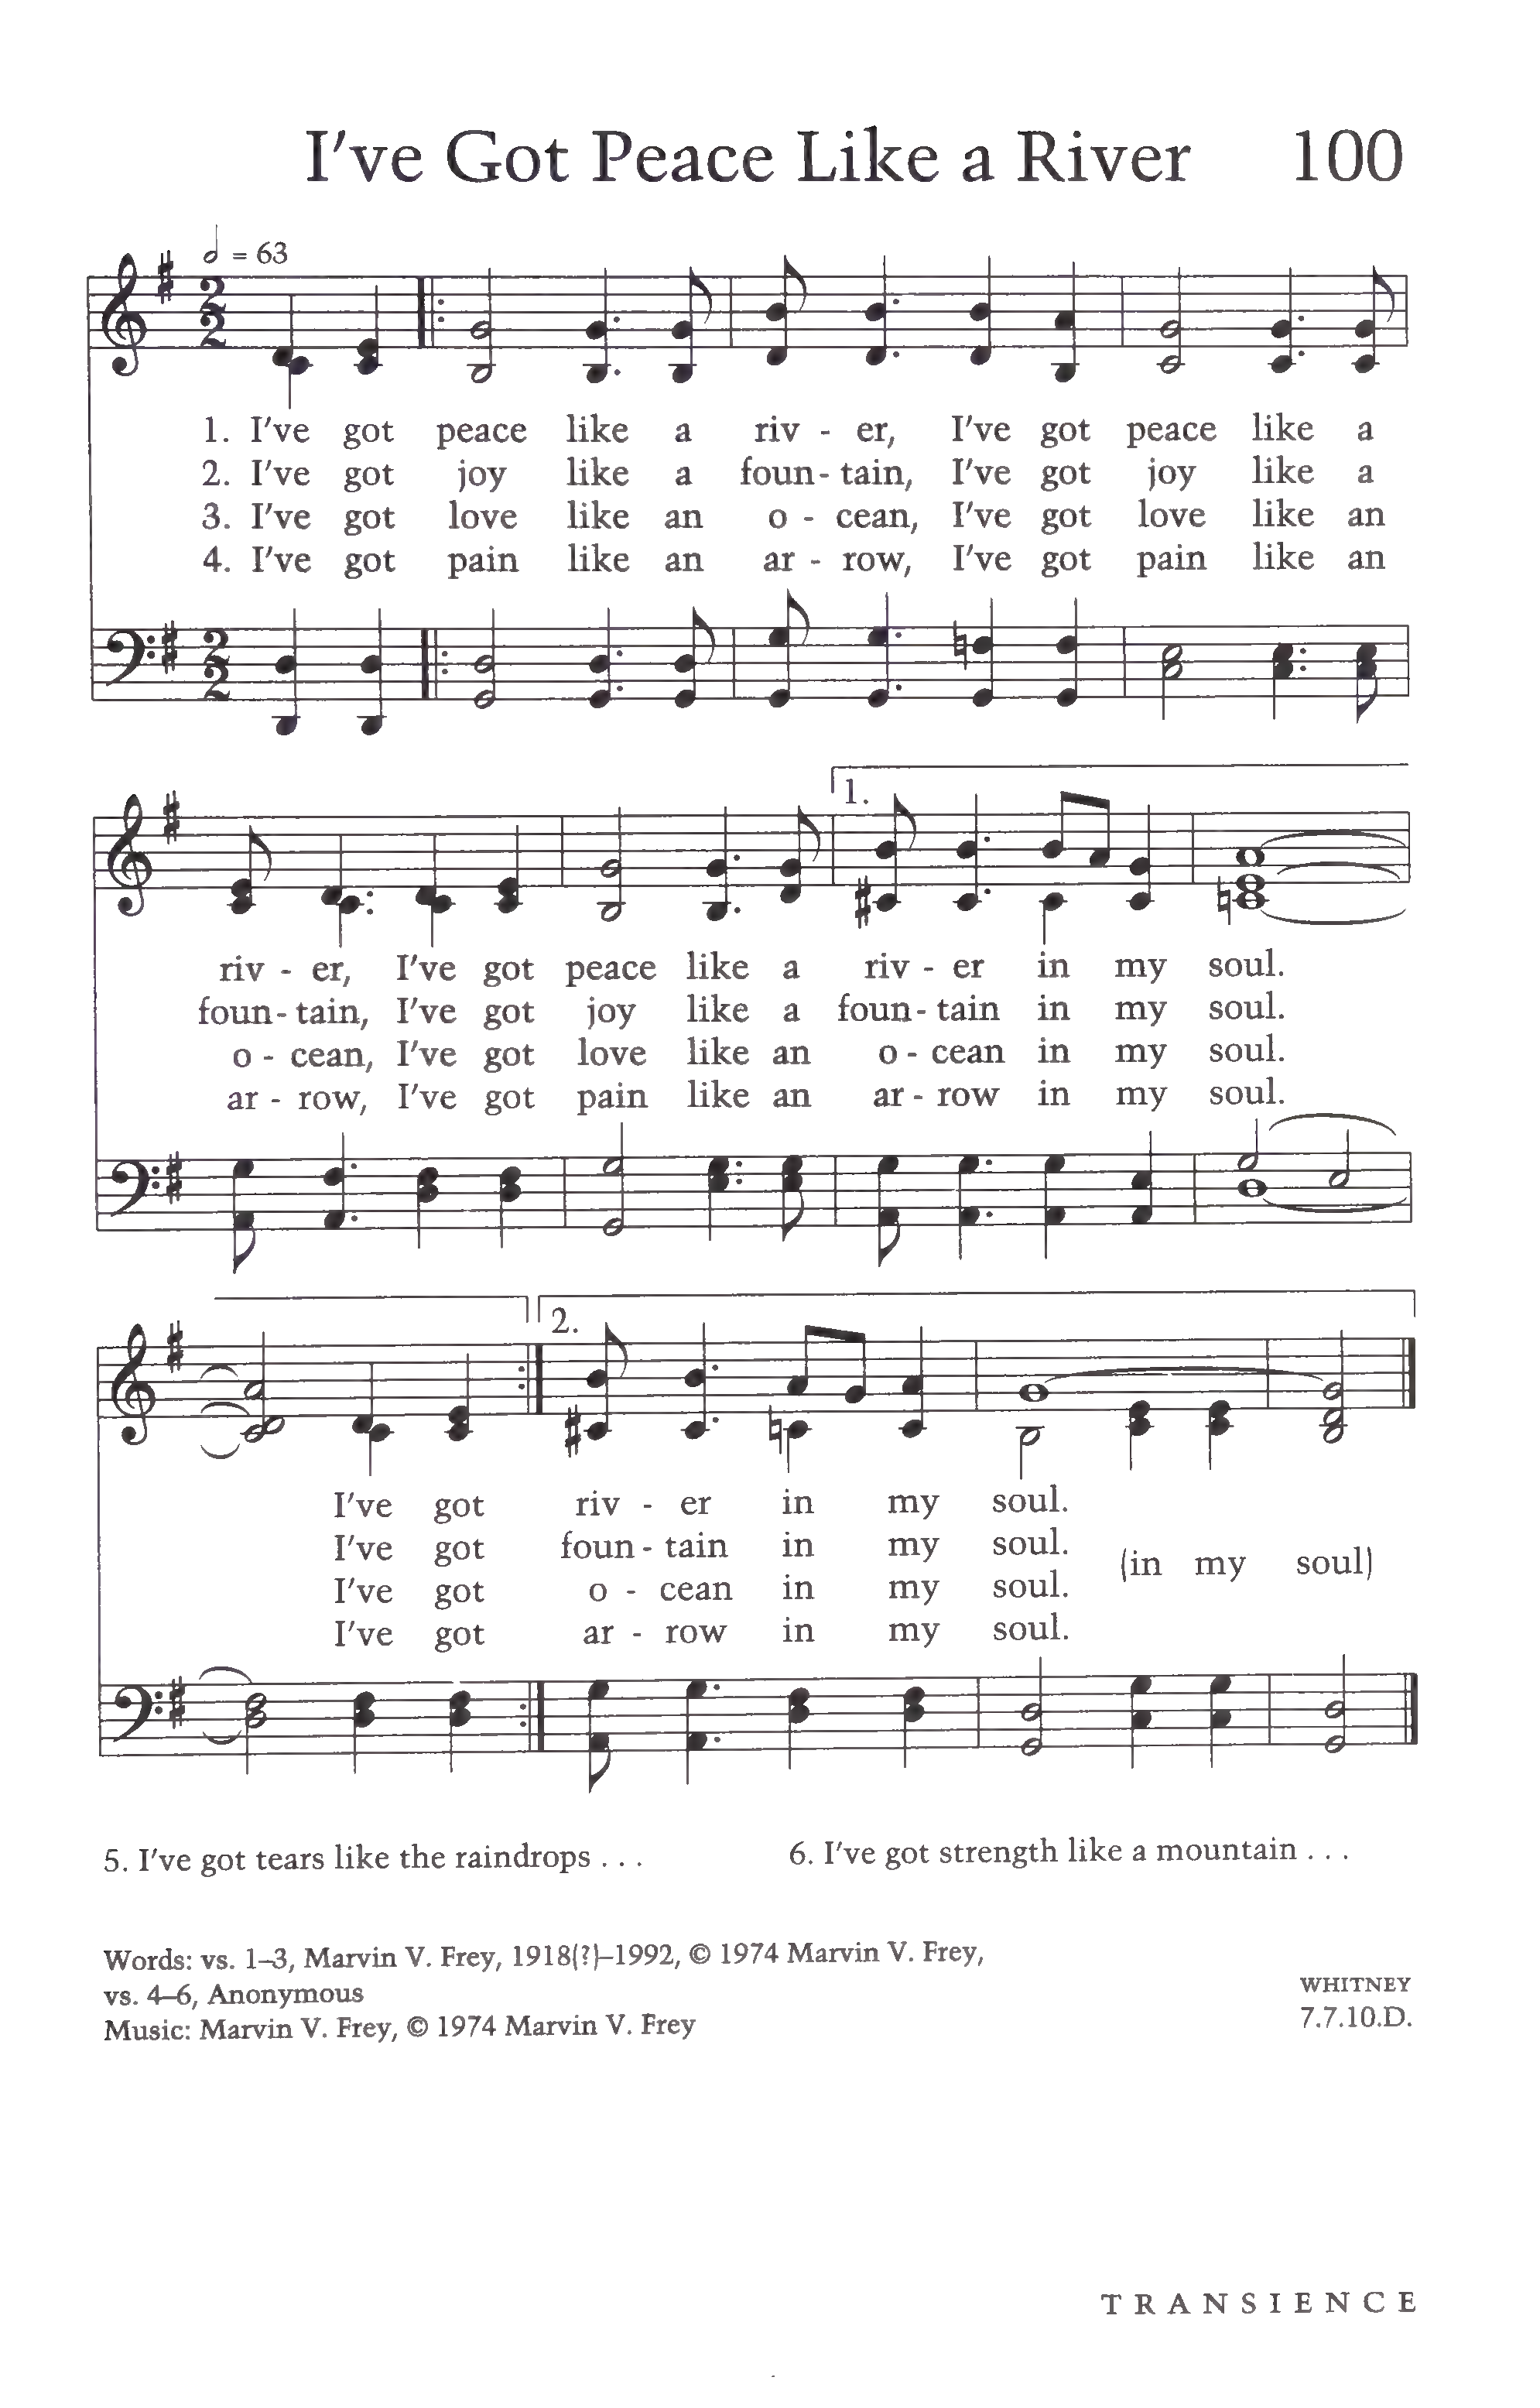 I've Got Peace Like a River 100
= 63
1. I've got peace like a riv - er, I've got peace like a
2. I've got joy like a foun - tain, I've got joy like a
3. I've got love like an o - cean, I've got love like an
4. I've got pain like an ar - row, I've got pain like an
1.
riv - er, I've got peace like a riv - er in my soul.
foun - tain, I've got joy like a foun - tain in my soul.
o - cean, I've got love like an o - cean in my soul.
ar - row, I've got pain like an ar - row in my soul.
2.
I've got riv - er in my soul.
I've got foun - tain in my soul.
(in my soul)
I've got o - cean in my soul.
I've got ar - row in my soul.
5. I've got tears like the raindrops . . .
6. I've got strength like a mountain . . .
Words: vs. 1–3, Marvin V. Frey, 1918(?)–1992, © 1974 Marvin V. Frey,
vs. 4–6, Anonymous
Music: Marvin V. Frey, © 1974 Marvin V. Frey
WHITNEY
7.7.10.D.
TRANSIENCE